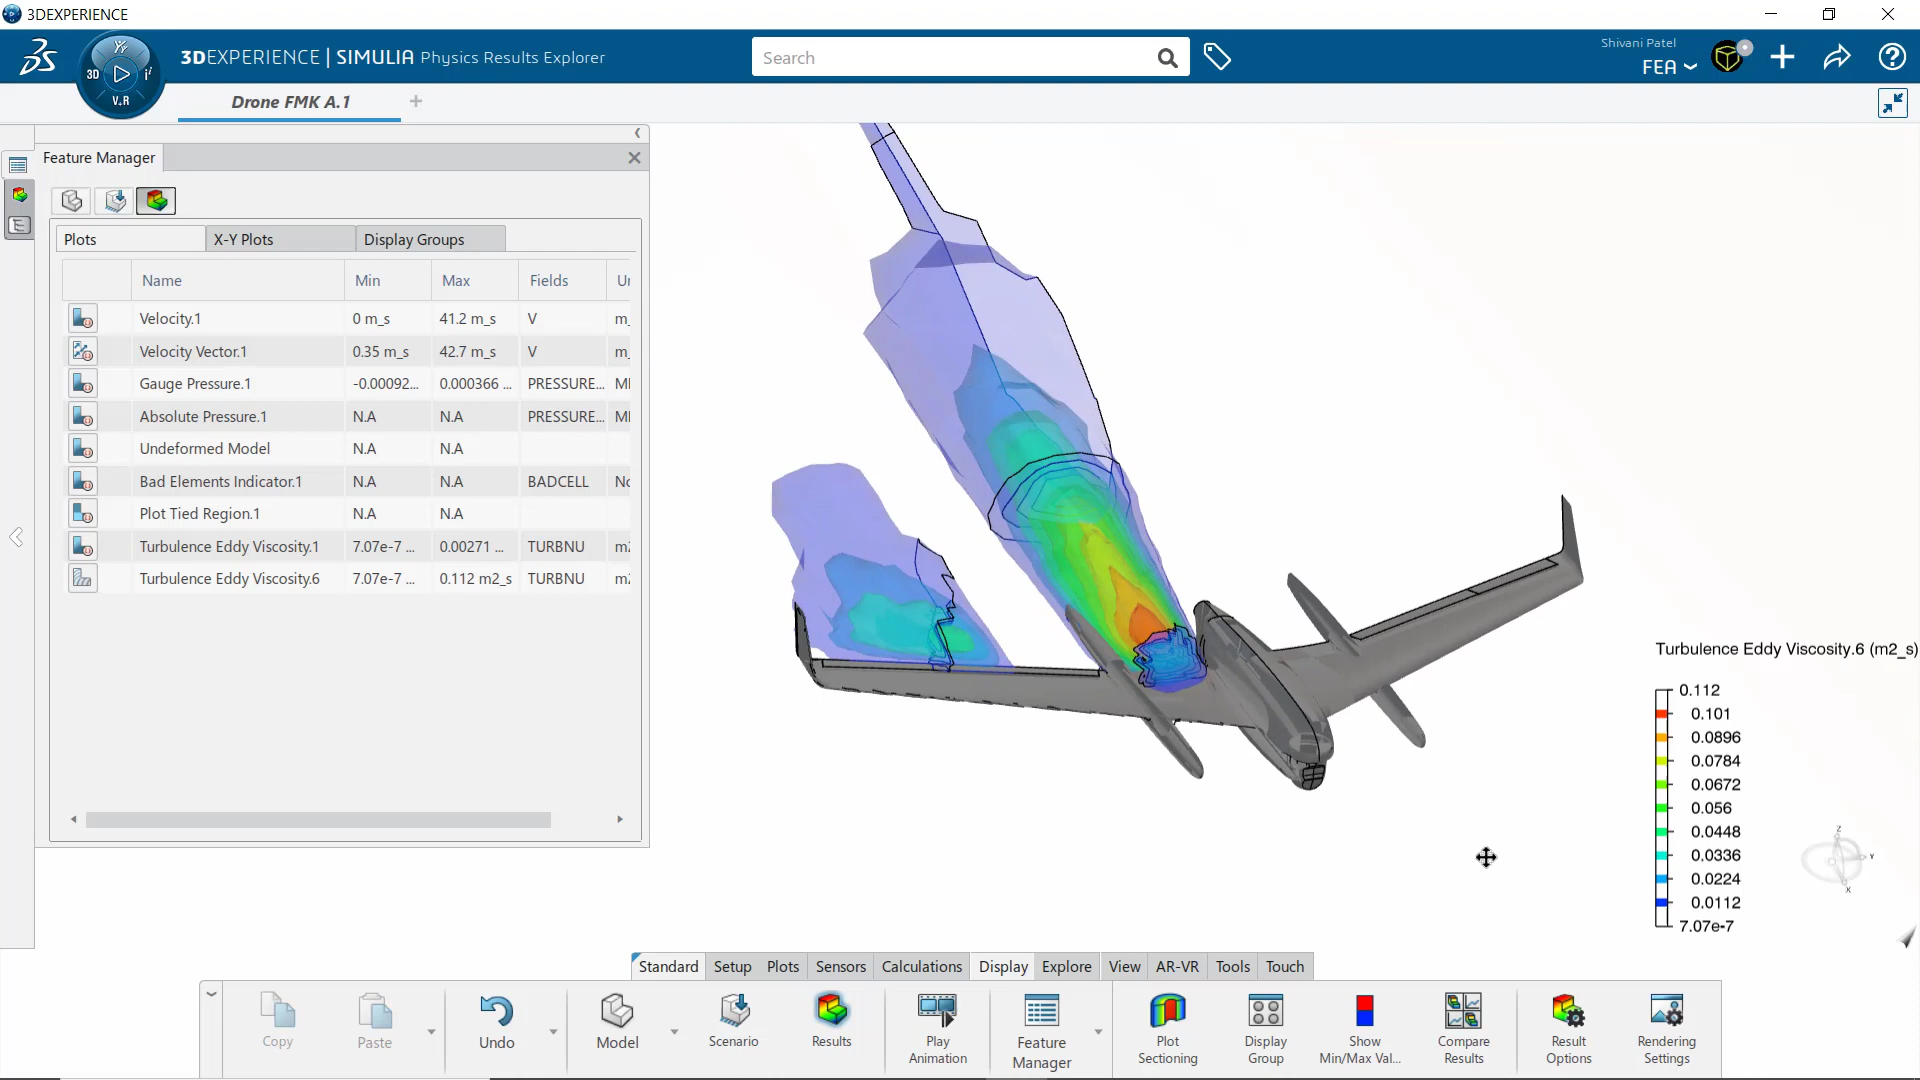 3DEXPERIENCE
3DEXPERIENCE | SIMULIA Physics Results Explorer
Search
Shivani Patel
FEA
3D
V.R
Drone FMK A.1
Feature Manager
Plots X-Y Plots Display Groups
Name Min Max Fields
Velocity.1 0 m_s 41.2 m_s V m_
Velocity Vector.1 0.35 m_s 42.7 m_s V m_
Gauge Pressure.1 -0.00092... 0.000366 ... PRESSURE...
Absolute Pressure.1 N.A N.A PRESSURE...
Undeformed Model N.A N.A
Bad Elements Indicator.1 N.A N.A BADCELL
Plot Tied Region.1 N.A N.A
Turbulence Eddy Viscosity.1 7.07e-7 ... 0.00271 ... TURBNU
Turbulence Eddy Viscosity.6 7.07e-7 ... 0.112 m2_s TURBNU
Turbulence Eddy Viscosity.6 (m2_s)
0.112
0.101
0.0896
0.0784
0.0672
0.056
0.0448
0.0336
0.0224
0.0112
7.07e-7
Z
Y
X
Standard Setup Plots Sensors Calculations Display Explore View AR-VR Tools Touch
Copy
Paste
Undo
Model
Scenario
Results
Play
Animation
Feature
Manager
Plot
Sectioning
Display
Group
Show
Min/Max Val...
Compare
Results
Result
Options
Rendering
Settings